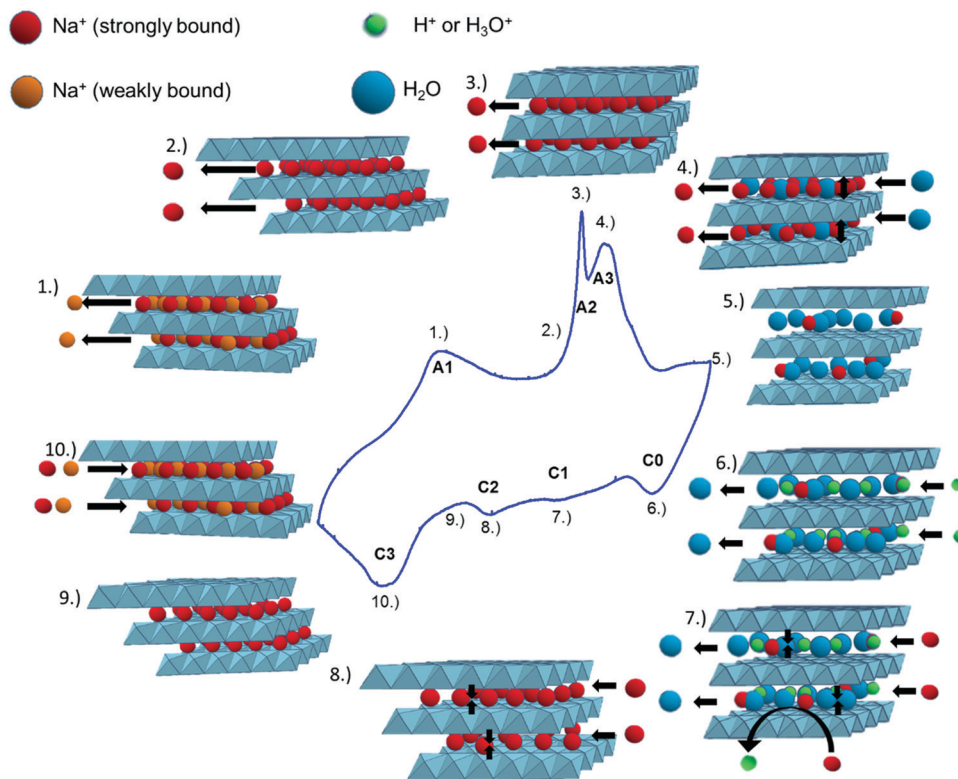 Na⁺ (strongly bound)
H⁺ or H₃O⁺
Na⁺ (weakly bound)
H₂O
3.)
2.)
4.)
3.)
4.)
1.)
A3
5.)
A2
1.)
2.)
5.)
A1
10.)
6.)
C0
C1
C2
9.)
8.)
7.)
6.)
C3
9.)
10.)
7.)
8.)